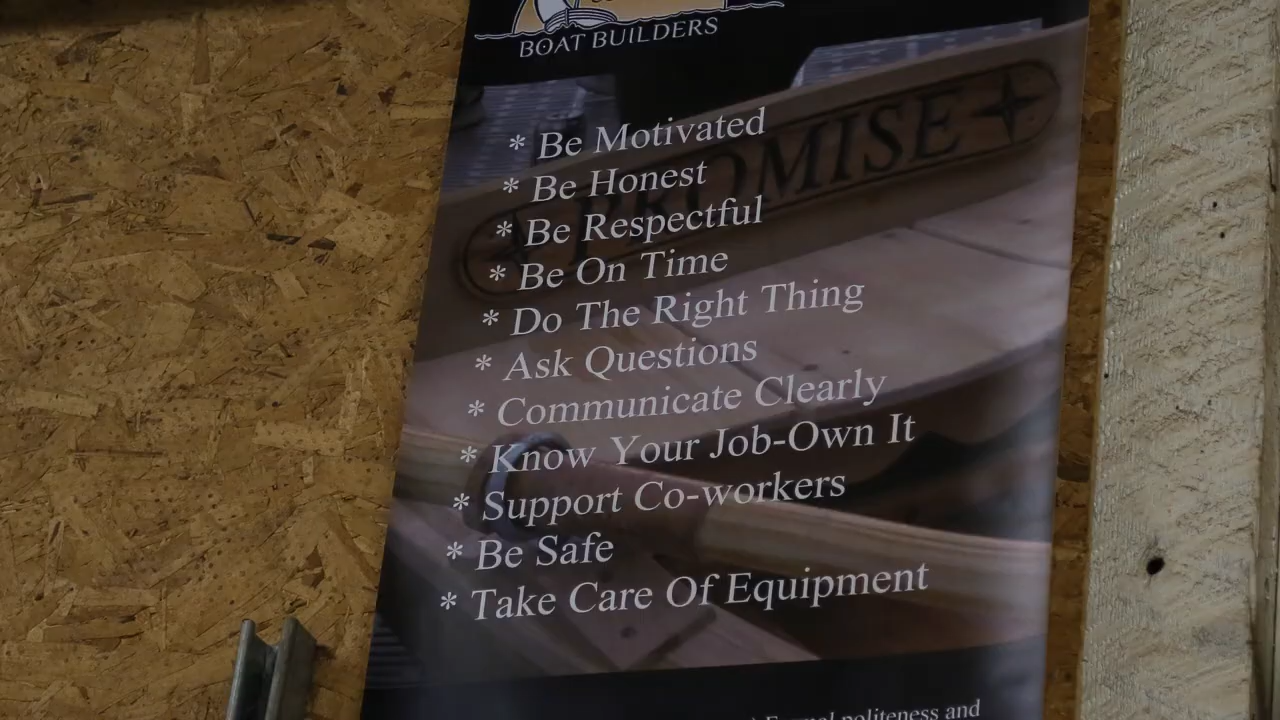 BOAT BUILDERS
PROMISE
* Be Motivated
* Be Honest
* Be Respectful
* Be On Time
* Do The Right Thing
* Ask Questions
* Communicate Clearly
* Know Your Job-Own It
* Support Co-workers
* Be Safe
* Take Care Of Equipment
politeness and